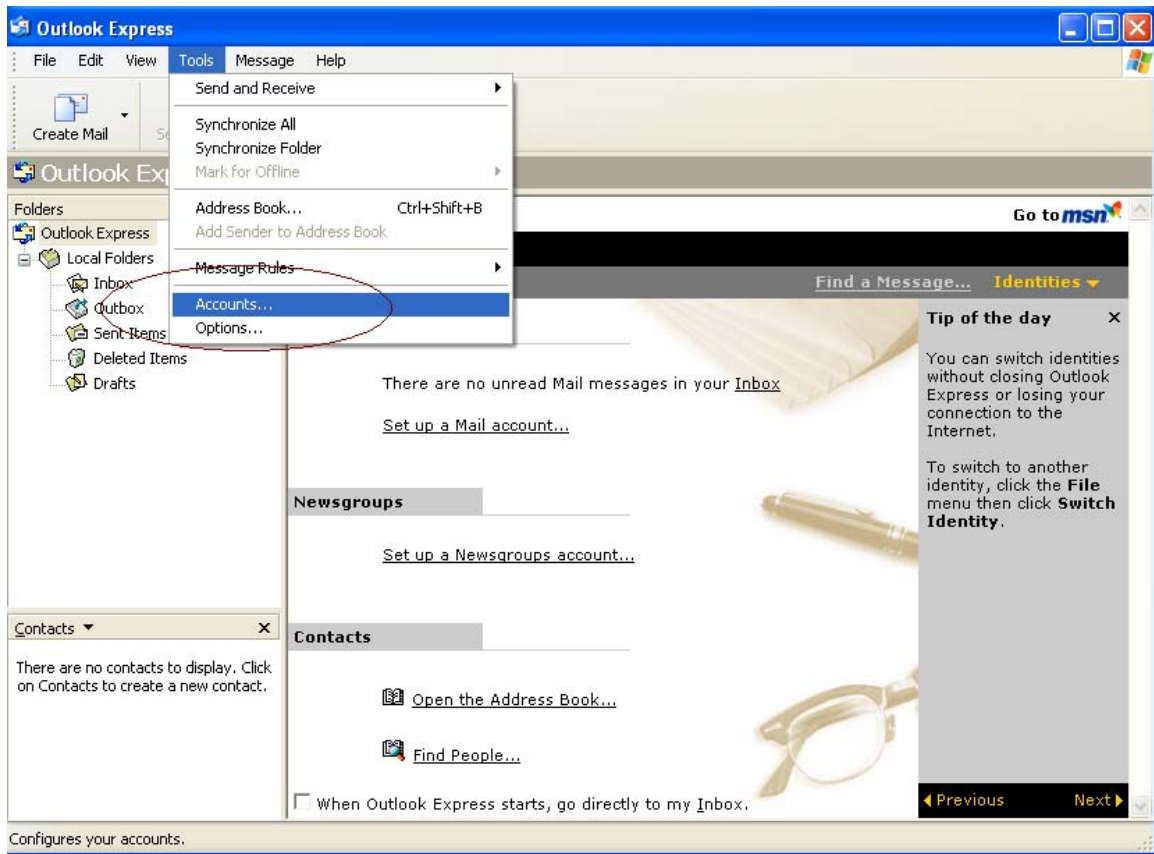 Outlook Express
File Edit View Tools Message Help
Create Mail
Send and Receive
Synchronize All
Synchronize Folder
Mark for Offline
Address Book... Ctrl+Shift+B
Add Sender to Address Book
Message Rules
Accounts...
Options...
Outlook Exp
Folders
Outlook Express
Local Folders
Inbox
Outbox
Sent Items
Deleted Items
Drafts
Contacts
There are no contacts to display. Click
on Contacts to create a new contact.
Go to msn
Find a Message... Identities
There are no unread Mail messages in your Inbox
Set up a Mail account...
Newsgroups
Set up a Newsgroups account...
Contacts
Open the Address Book...
Find People...
When Outlook Express starts, go directly to my Inbox.
Tip of the day
You can switch identities
without closing Outlook
Express or losing your
connection to the
Internet.
To switch to another
identity, click the File
menu then click Switch
Identity.
Previous Next
Configures your accounts.